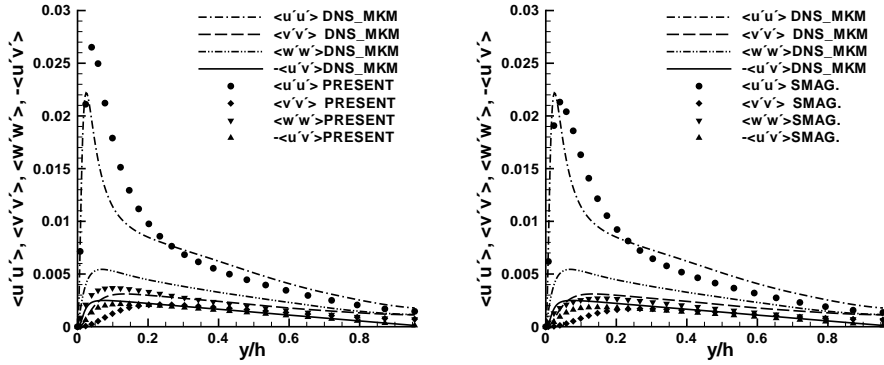 0.03
0.025
0.02
0.015
0.01
0.005
0
<u´u´>, <v´v´>, <w´w´>, -<u´v´>
<u´u´> DNS_MKM
<v´v´> DNS_MKM
<w´w´>DNS_MKM
-<u´v´>DNS_MKM
<u´u´> PRESENT
<v´v´> PRESENT
<w´w´> PRESENT
-<u´v´>PRESENT
0 0.2 0.4 0.6 0.8
y/h
0.03
0.025
0.02
0.015
0.01
0.005
0
<u´u´>, <v´v´>, <w´w´>, -<u´v´>
<u´u´> DNS_MKM
<v´v´> DNS_MKM
<w´w´>DNS_MKM
-<u´v´>DNS_MKM
<u´u´> SMAG.
<v´v´> SMAG.
<w´w´>SMAG.
-<u´v´>SMAG.
0 0.2 0.4 0.6 0.8
y/h